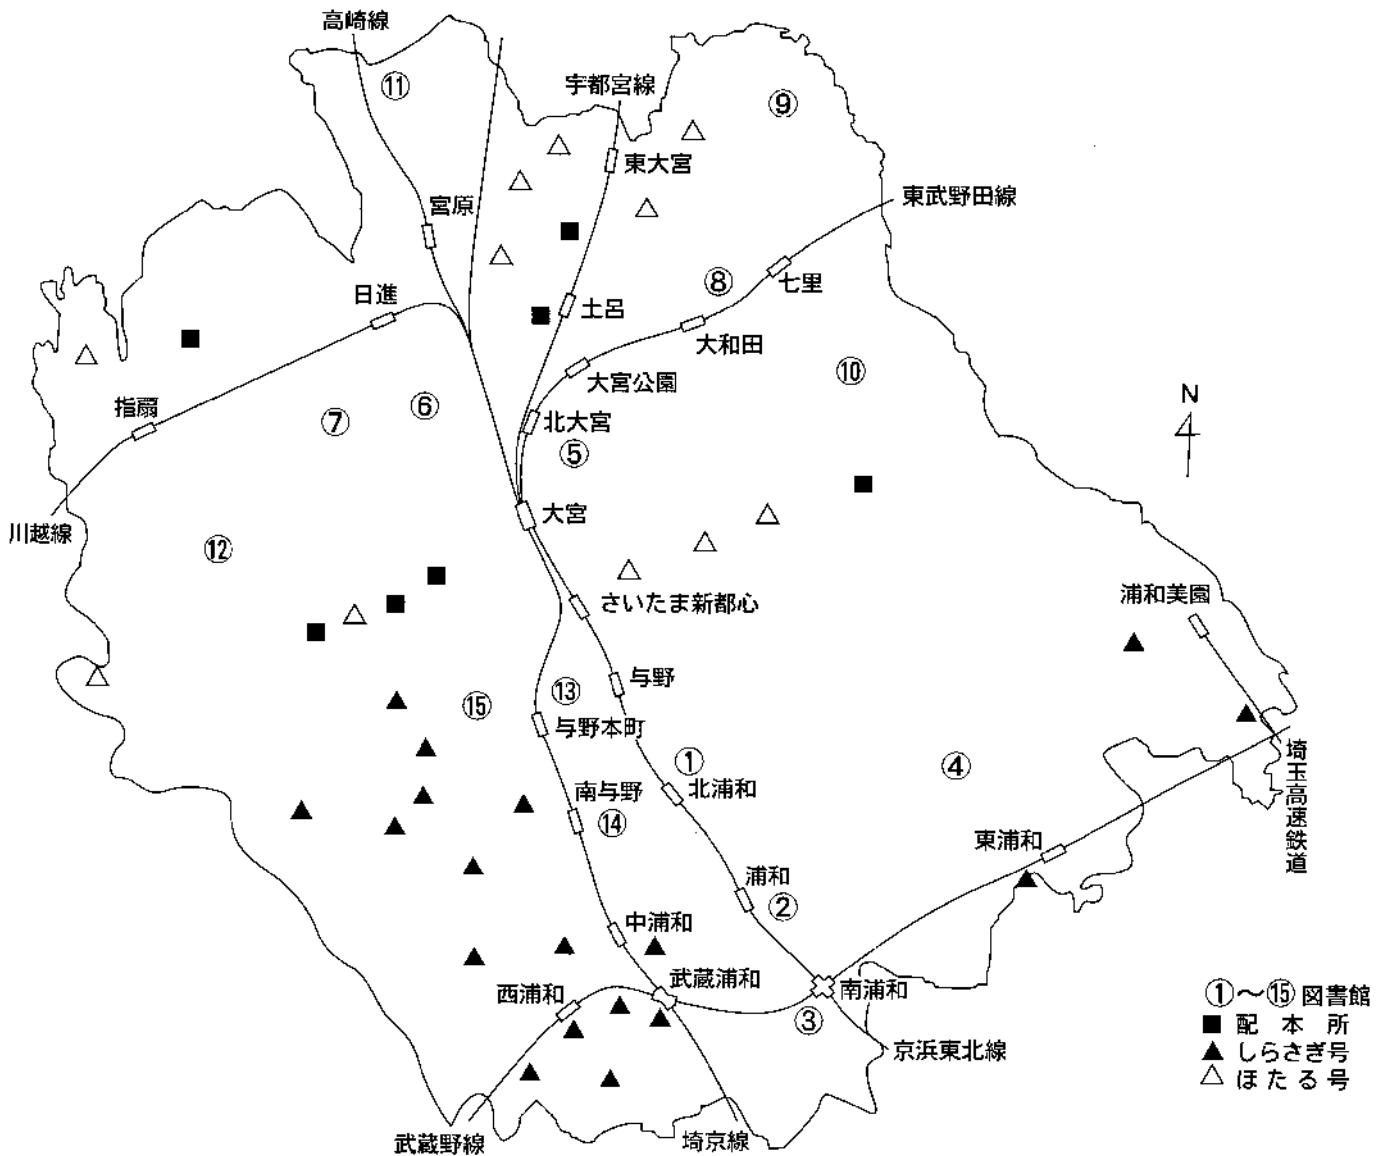 高崎線
⑪
宇都宮線
⑨
東大宮
東武野田線
宮原
⑧
七里
日進
土呂
大和田
⑩
大宮公園
N
指扇
⑦
⑥
北大宮
⑤
川越線
大宮
⑫
さいたま新都心
浦和美園
与野
⑬
⑮
与野本町
①
④
北浦和
南与野
⑭
埼玉高速鉄道
東浦和
浦和
②
中浦和
武蔵浦和
西浦和
南浦和
③
京浜東北線
①～⑮図書館
■ 配本所
▲ しらさぎ号
△ ほたる号
武蔵野線
埼京線